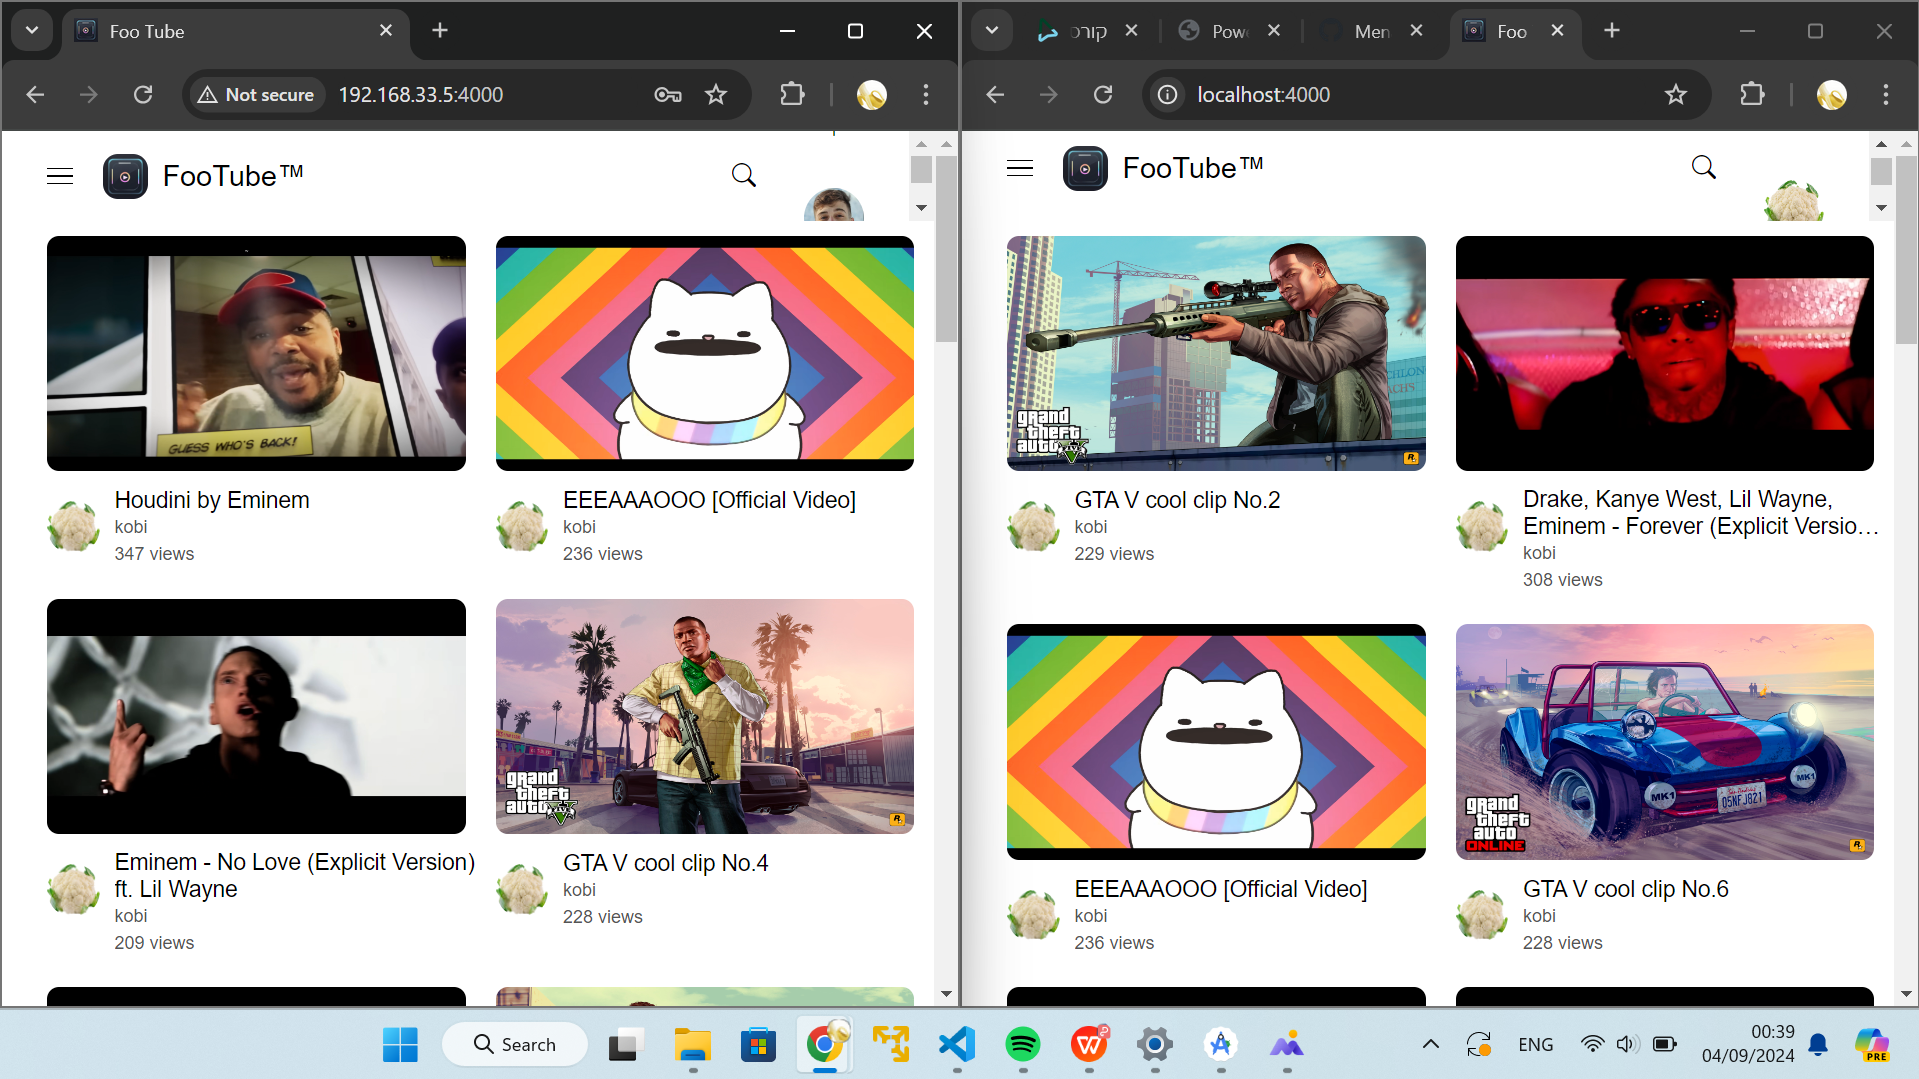 Foo Tube
Not secure
192.168.33.5:4000
FooTube™
GUESS WHO'S BACK!
Houdini by Eminem
kobi
347 views
EEEAAAOOO [Official Video]
kobi
236 views
Eminem - No Love (Explicit Version)
ft. Lil Wayne
kobi
209 views
grand
theft
auto V
R
GTA V cool clip No.4
kobi
228 views
קורס
Pow
Men
Foo
localhost:4000
FooTube™
grand
theft
auto V
R
GTA V cool clip No.2
kobi
229 views
Drake, Kanye West, Lil Wayne,
Eminem - Forever (Explicit Versio...
kobi
308 views
EEEAAAOOO [Official Video]
kobi
236 views
grand
theft
auto
ONLINE
MK1
05NFJ821
MK1
R
GTA V cool clip No.6
kobi
228 views
Search
ENG
00:39
04/09/2024
PRE